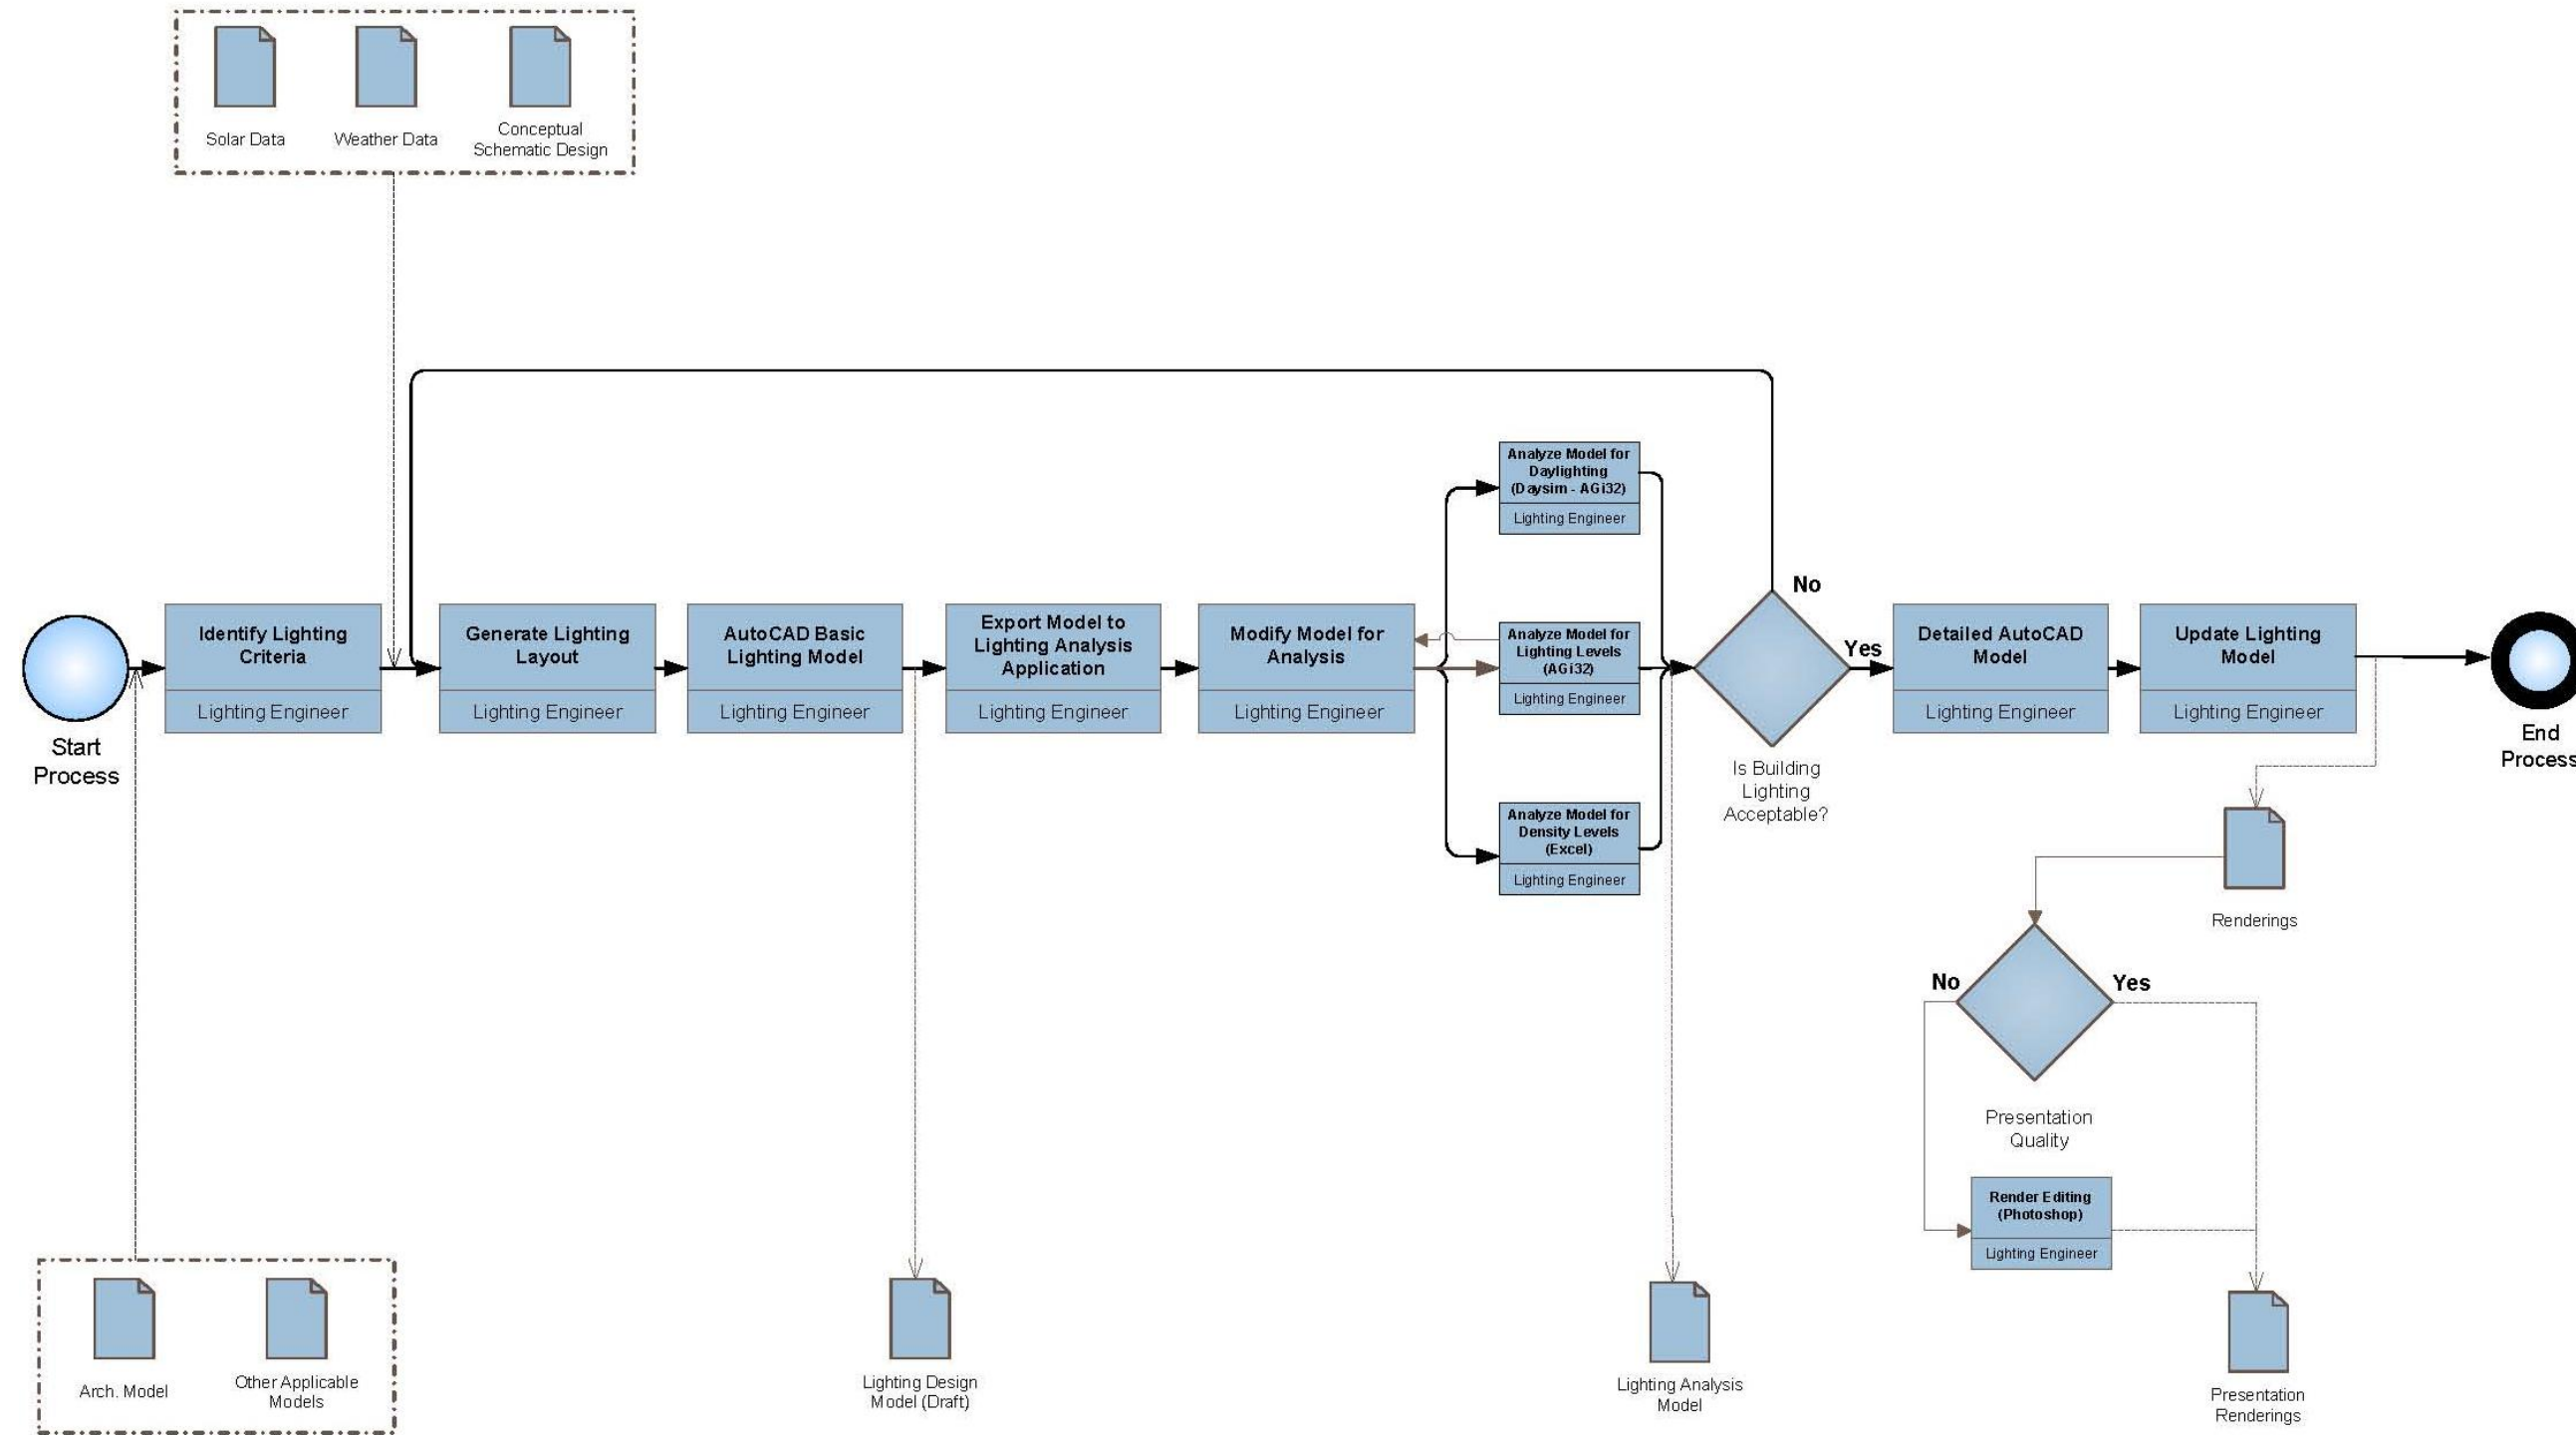 Solar Data
Weather Data
Conceptual
Schematic Design
Start
Process
Identify Lighting
Criteria
Lighting Engineer
Generate Lighting
Layout
Lighting Engineer
AutoCAD Basic
Lighting Model
Lighting Engineer
Export Model to
Lighting Analysis
Application
Lighting Engineer
Modify Model for
Analysis
Lighting Engineer
Analyze Model for
Daylighting
(Daysim - AGi32)
Lighting Engineer
Analyze Model for
Lighting Levels
(AGi32)
Lighting Engineer
Analyze Model for
Density Levels
(Excel)
Lighting Engineer
No
Yes
Is Building
Lighting
Acceptable?
Detailed AutoCAD
Model
Lighting Engineer
Update Lighting
Model
Lighting Engineer
End
Process
Renderings
No
Yes
Presentation
Quality
Render Editing
(Photoshop)
Lighting Engineer
Arch. Model
Other Applicable
Models
Lighting Design
Model (Draft)
Lighting Analysis
Model
Presentation
Renderings